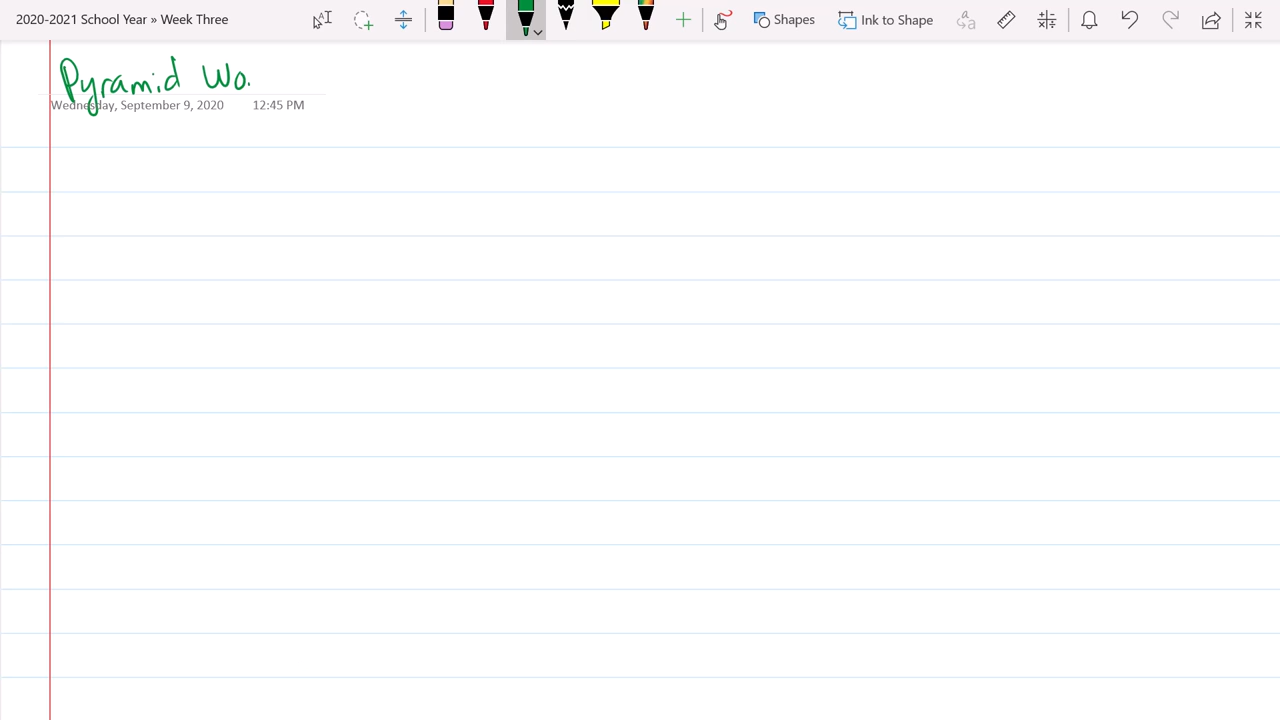 2020-2021 School Year » Week Three
Shapes
Ink to Shape
Pyramid Wo.
Wednesday, September 9, 2020 12:45 PM